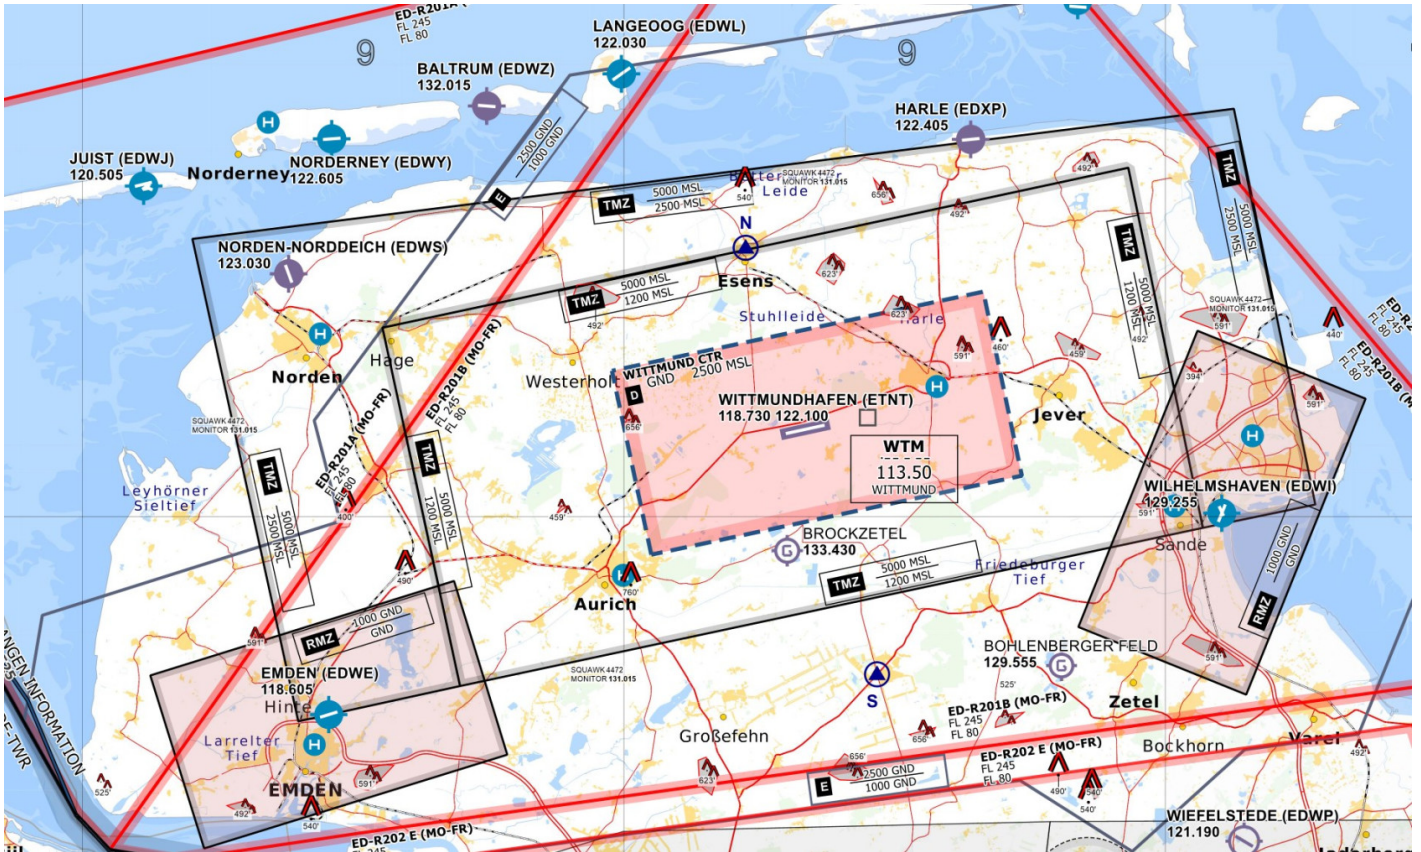 ED-R201A (
FL 245
FL 80
LANGEOOG (EDWL)
122.030
9
9
BALTRUM (EDWZ)
132.015
HARLE (EDXP)
122.405
2500 GND
1000 GND
E
JUIST (EDWJ)
120.505
Norderney
NORDERNEY (EDWY)
122.605
TMZ
5000 MSL
2500 MSL
540'
SQUAWK 4472
MONITOR 131.015
Leide
656'
492'
492'
TMZ
5000 MSL
2500 MSL
N
Esens
NORDEN-NORDDEICH (EDWS)
123.030
TMZ
5000 MSL
1200 MSL
492'
623'
623'
Stuhlleide
Harle
TMZ
5000 MSL
1200 MSL
492'
SQUAWK 4472
MONITOR 131.015
591'
440'
460'
459'
591'
394'
591'
Norden
Hage
Westerholt
WITTMUND CTR
GND 2500 MSL
D
656'
WITTMUNDHAFEN (ETNT)
118.730 122.100
WTM
113.50
WITTMUND
Jever
ED-R201B (MO-FR)
FL 245
FL 80
ED-R201A (MO-FR)
FL 245
FL 80
400'
ED-R201B (M
FL 245
FL 80
SQUAWK 4472
MONITOR 131.015
TMZ
5000 MSL
2500 MSL
TMZ
5000 MSL
1200 MSL
Leyhörner
Sieltief
459'
WILHELMSHAVEN (EDWI)
129.255
591'
Sande
1000 GND
GND
RMZ
BROCKZETEL
133.430
TMZ
5000 MSL
1200 MSL
Friedeburger
Tief
490'
760'
Aurich
RMZ
1000 GND
GND
591'
591'
EMDEN (EDWE)
118.605
Hinte
Larrelter
Tief
EMDEN
SQUAWK 4472
MONITOR 131.015
S
BOHLENBERGER FELD
129.555
525'
Zetel
ED-R201B (MO-FR)
FL 245
FL 80
Großefehn
656'
656'
623'
ED-R202 E (MO-FR)
FL 245
FL 80
Bockhorn
Varel
492'
E
2500 GND
1000 GND
490'
540'
540'
591'
492'
540'
525'
ANGEN INFORMATION
ED-R202 E (MO-FR)
FL 245
WIEFELSTEDE (EDWP)
121.190